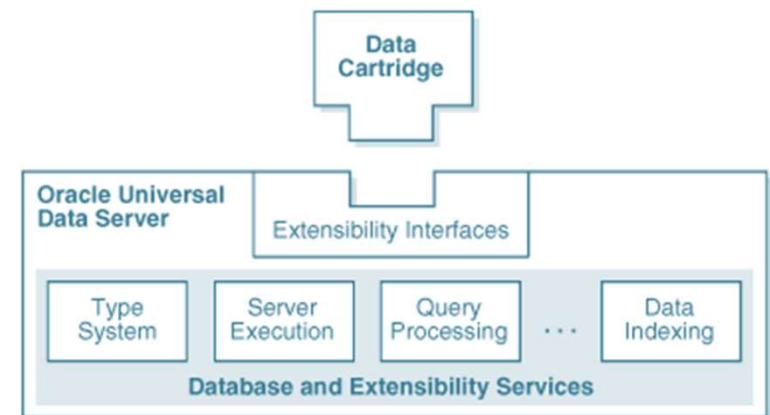 Data
Cartridge
Oracle Universal
Data Server
Extensibility Interfaces
Type
System
Server
Execution
Query
Processing
...
Data
Indexing
Database and Extensibility Services